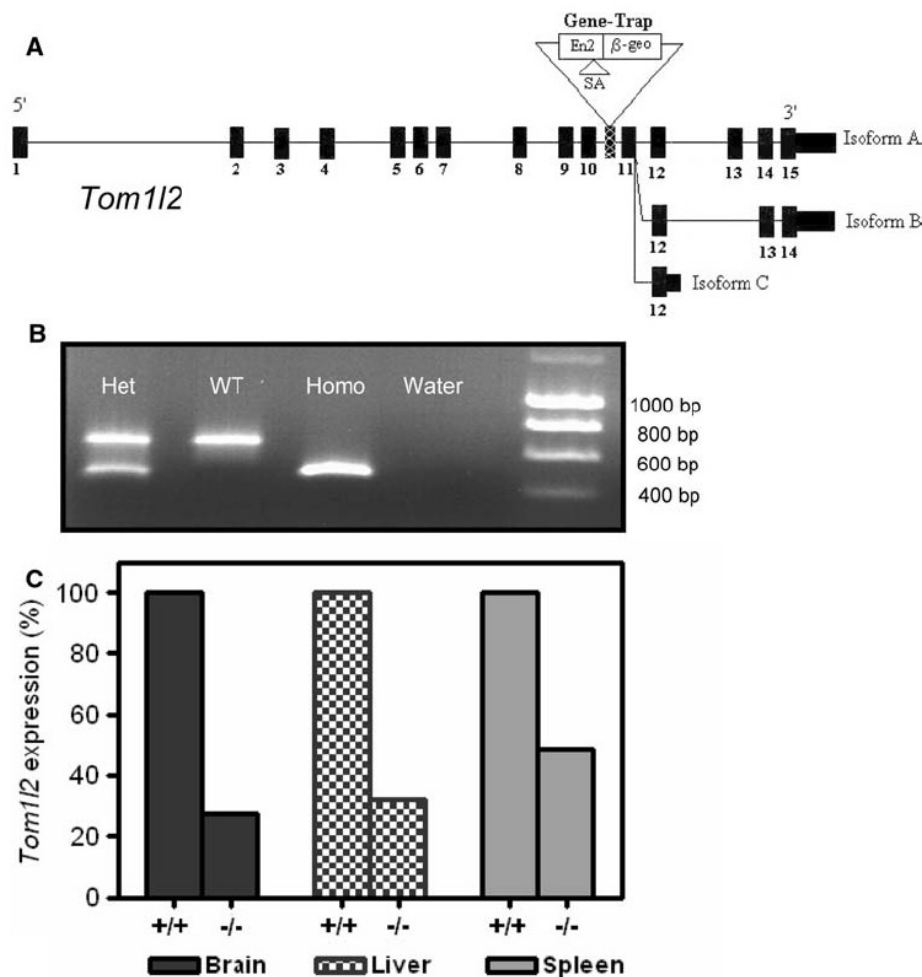 A
Gene-Trap
En2 β-geo
SA
5'
3'
Isoform A
1 2 3 4 5 6 7 8 9 10 11 12 13 14 15
Tom1l2
Isoform B
12 13 14
Isoform C
12
B
Het WT Homo Water
1000 bp
800 bp
600 bp
400 bp
C
Tom1l2 expression (%)
100
80
60
40
20
0
+/+ -/- +/+ -/- +/+ -/-
Brain Liver Spleen